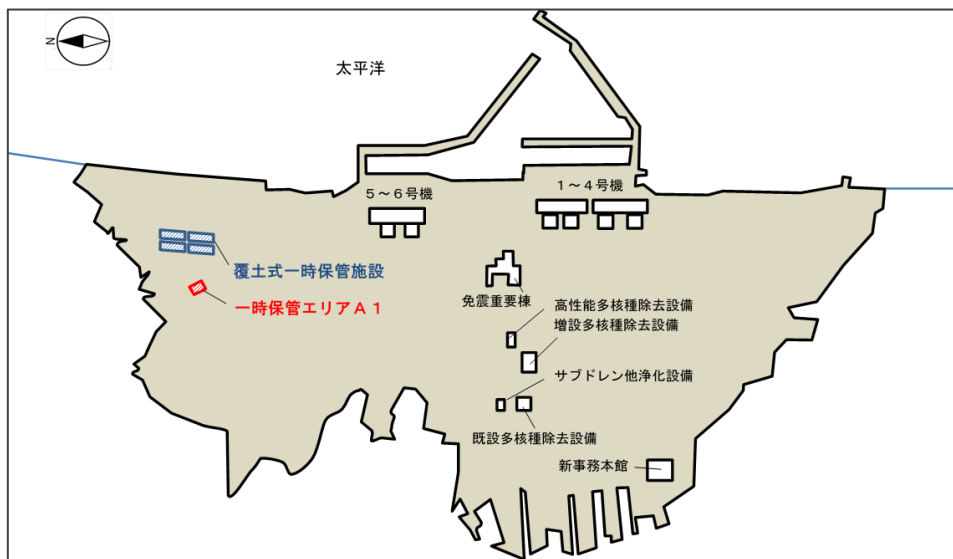 N
太平洋
５～６号機
１～４号機
覆土式一時保管施設
一時保管エリアＡ１
免震重要棟
高性能多核種除去設備
増設多核種除去設備
サブドレン他浄化設備
既設多核種除去設備
新事務本館